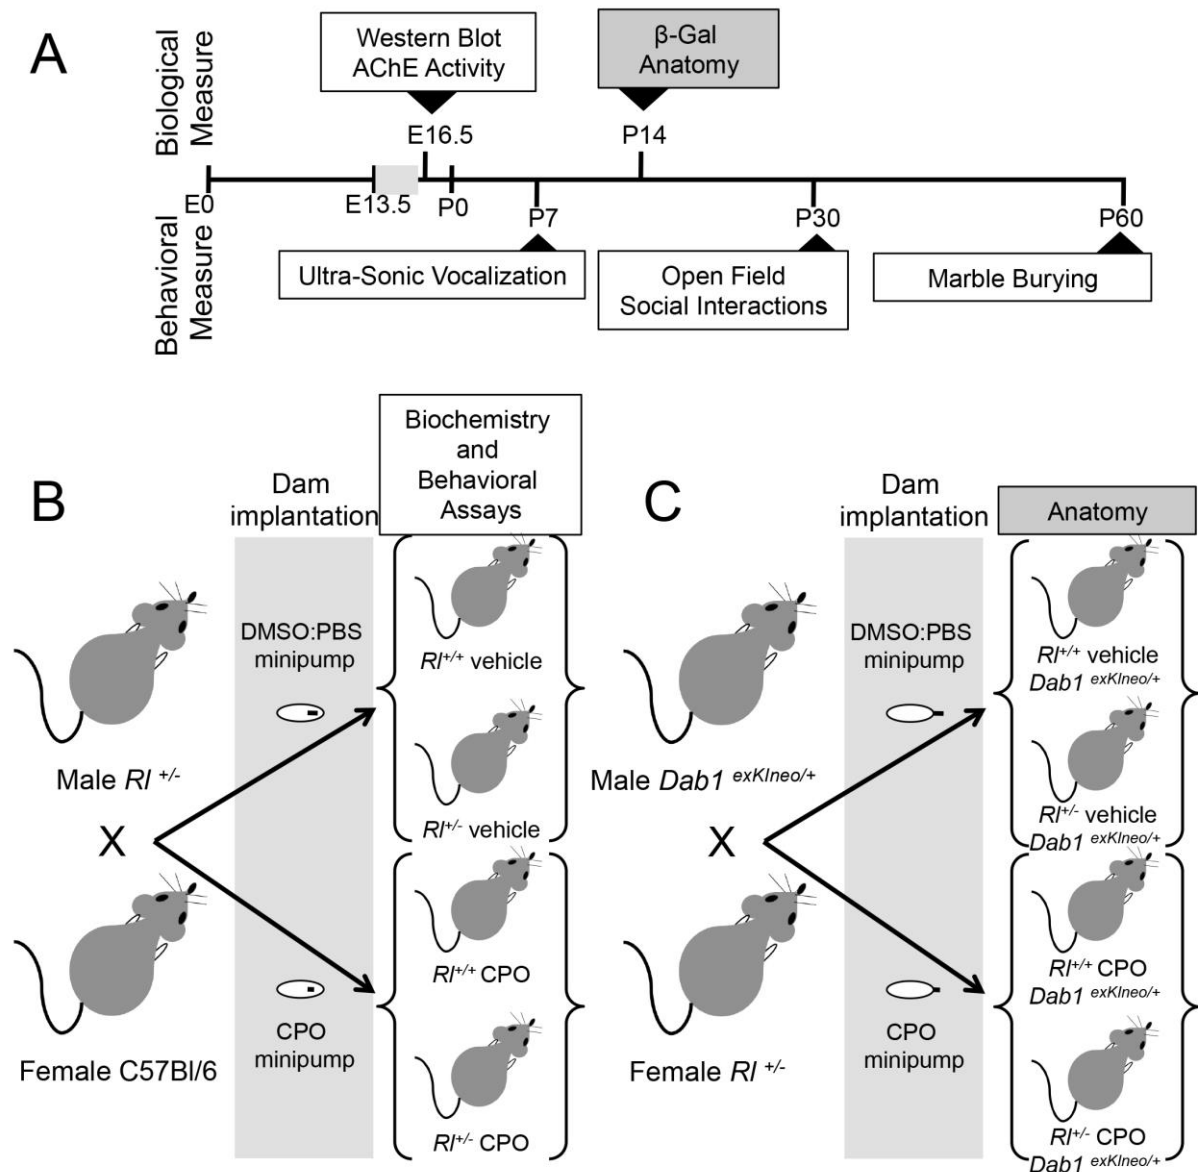 A
Biological
Measure
Behavioral
Measure
Western Blot
AChE Activity
β-Gal
Anatomy
E16.5
P14
E0
E13.5
P0
P7
P30
P60
Ultra-Sonic Vocalization
Open Field
Social Interactions
Marble Burying
B
Dam
implantation
Biochemistry
and
Behavioral
Assays
DMSO:PBS
minipump
Rl+/+ vehicle
Male Rl +/-
Rl+/- vehicle
X
Rl+/+ CPO
CPO
minipump
Female C57Bl/6
Rl+/- CPO
C
Dam
implantation
Anatomy
DMSO:PBS
minipump
Rl+/+ vehicle
Dab1 exKIneo/+
Male Dab1 exKIneo/+
Rl+/- vehicle
Dab1 exKIneo/+
X
Rl+/+ CPO
Dab1 exKIneo/+
CPO
minipump
Female Rl +/-
Rl+/- CPO
Dab1 exKIneo/+